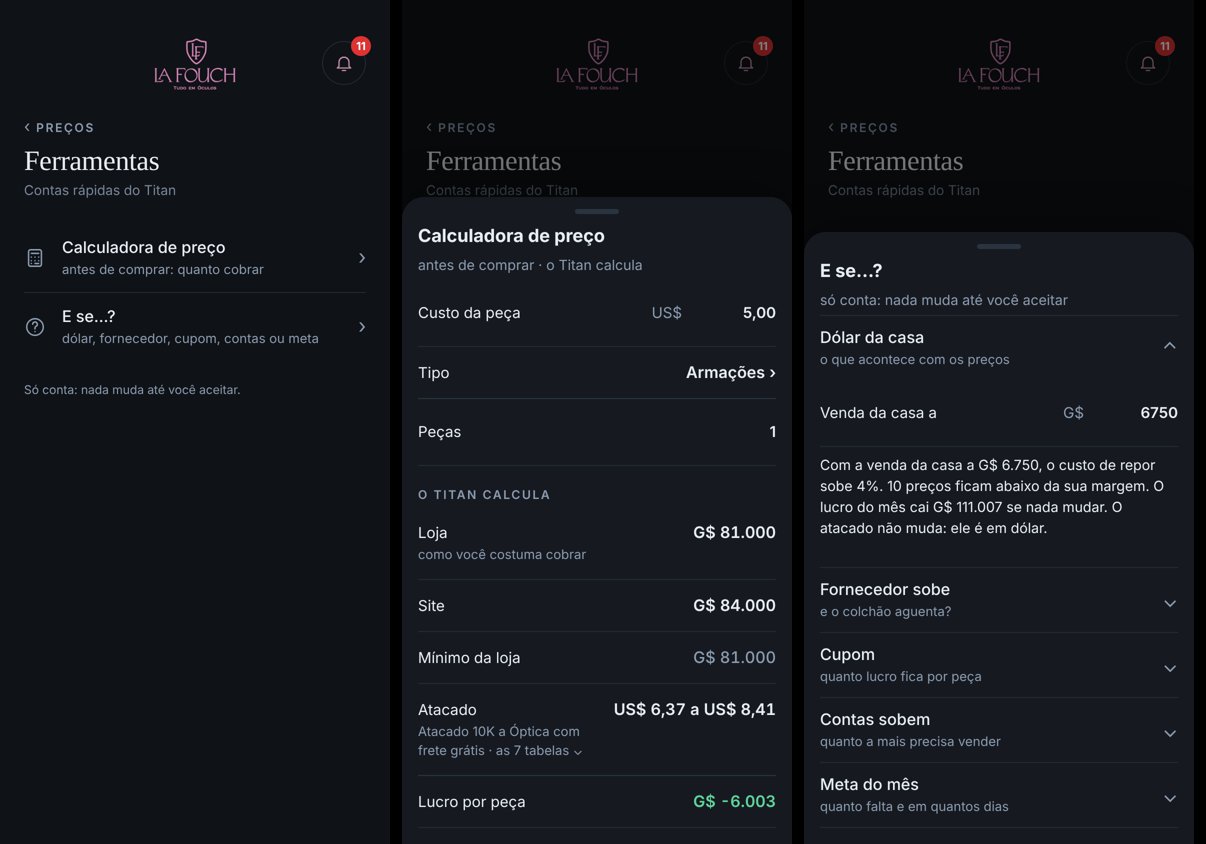 LF
LA FOUCH
TUDO EM ÓCULOS
11
‹ PREÇOS
Ferramentas
Contas rápidas do Titan
Calculadora de preço
antes de comprar: quanto cobrar
E se...?
dólar, fornecedor, cupom, contas ou meta
Só conta: nada muda até você aceitar.
LF
LA FOUCH
TUDO EM ÓCULOS
11
‹ PREÇOS
Ferramentas
Contas rápidas do Titan
Calculadora de preço
antes de comprar · o Titan calcula
Custo da peça US$ 5,00
Tipo Armações ›
Peças 1
O TITAN CALCULA
Loja G$ 81.000
como você costuma cobrar
Site G$ 84.000
Mínimo da loja G$ 81.000
Atacado US$ 6,37 a US$ 8,41
Atacado 10K a Óptica com
frete grátis · as 7 tabelas
Lucro por peça G$ -6.003
LF
LA FOUCH
TUDO EM ÓCULOS
11
‹ PREÇOS
Ferramentas
Contas rápidas do Titan
E se...?
só conta: nada muda até você aceitar
Dólar da casa
o que acontece com os preços
Venda da casa a G$ 6750
Com a venda da casa a G$ 6.750, o custo de repor
sobe 4%. 10 preços ficam abaixo da sua margem. O
lucro do mês cai G$ 111.007 se nada mudar. O
atacado não muda: ele é em dólar.
Fornecedor sobe
e o colchão aguenta?
Cupom
quanto lucro fica por peça
Contas sobem
quanto a mais precisa vender
Meta do mês
quanto falta e em quantos dias